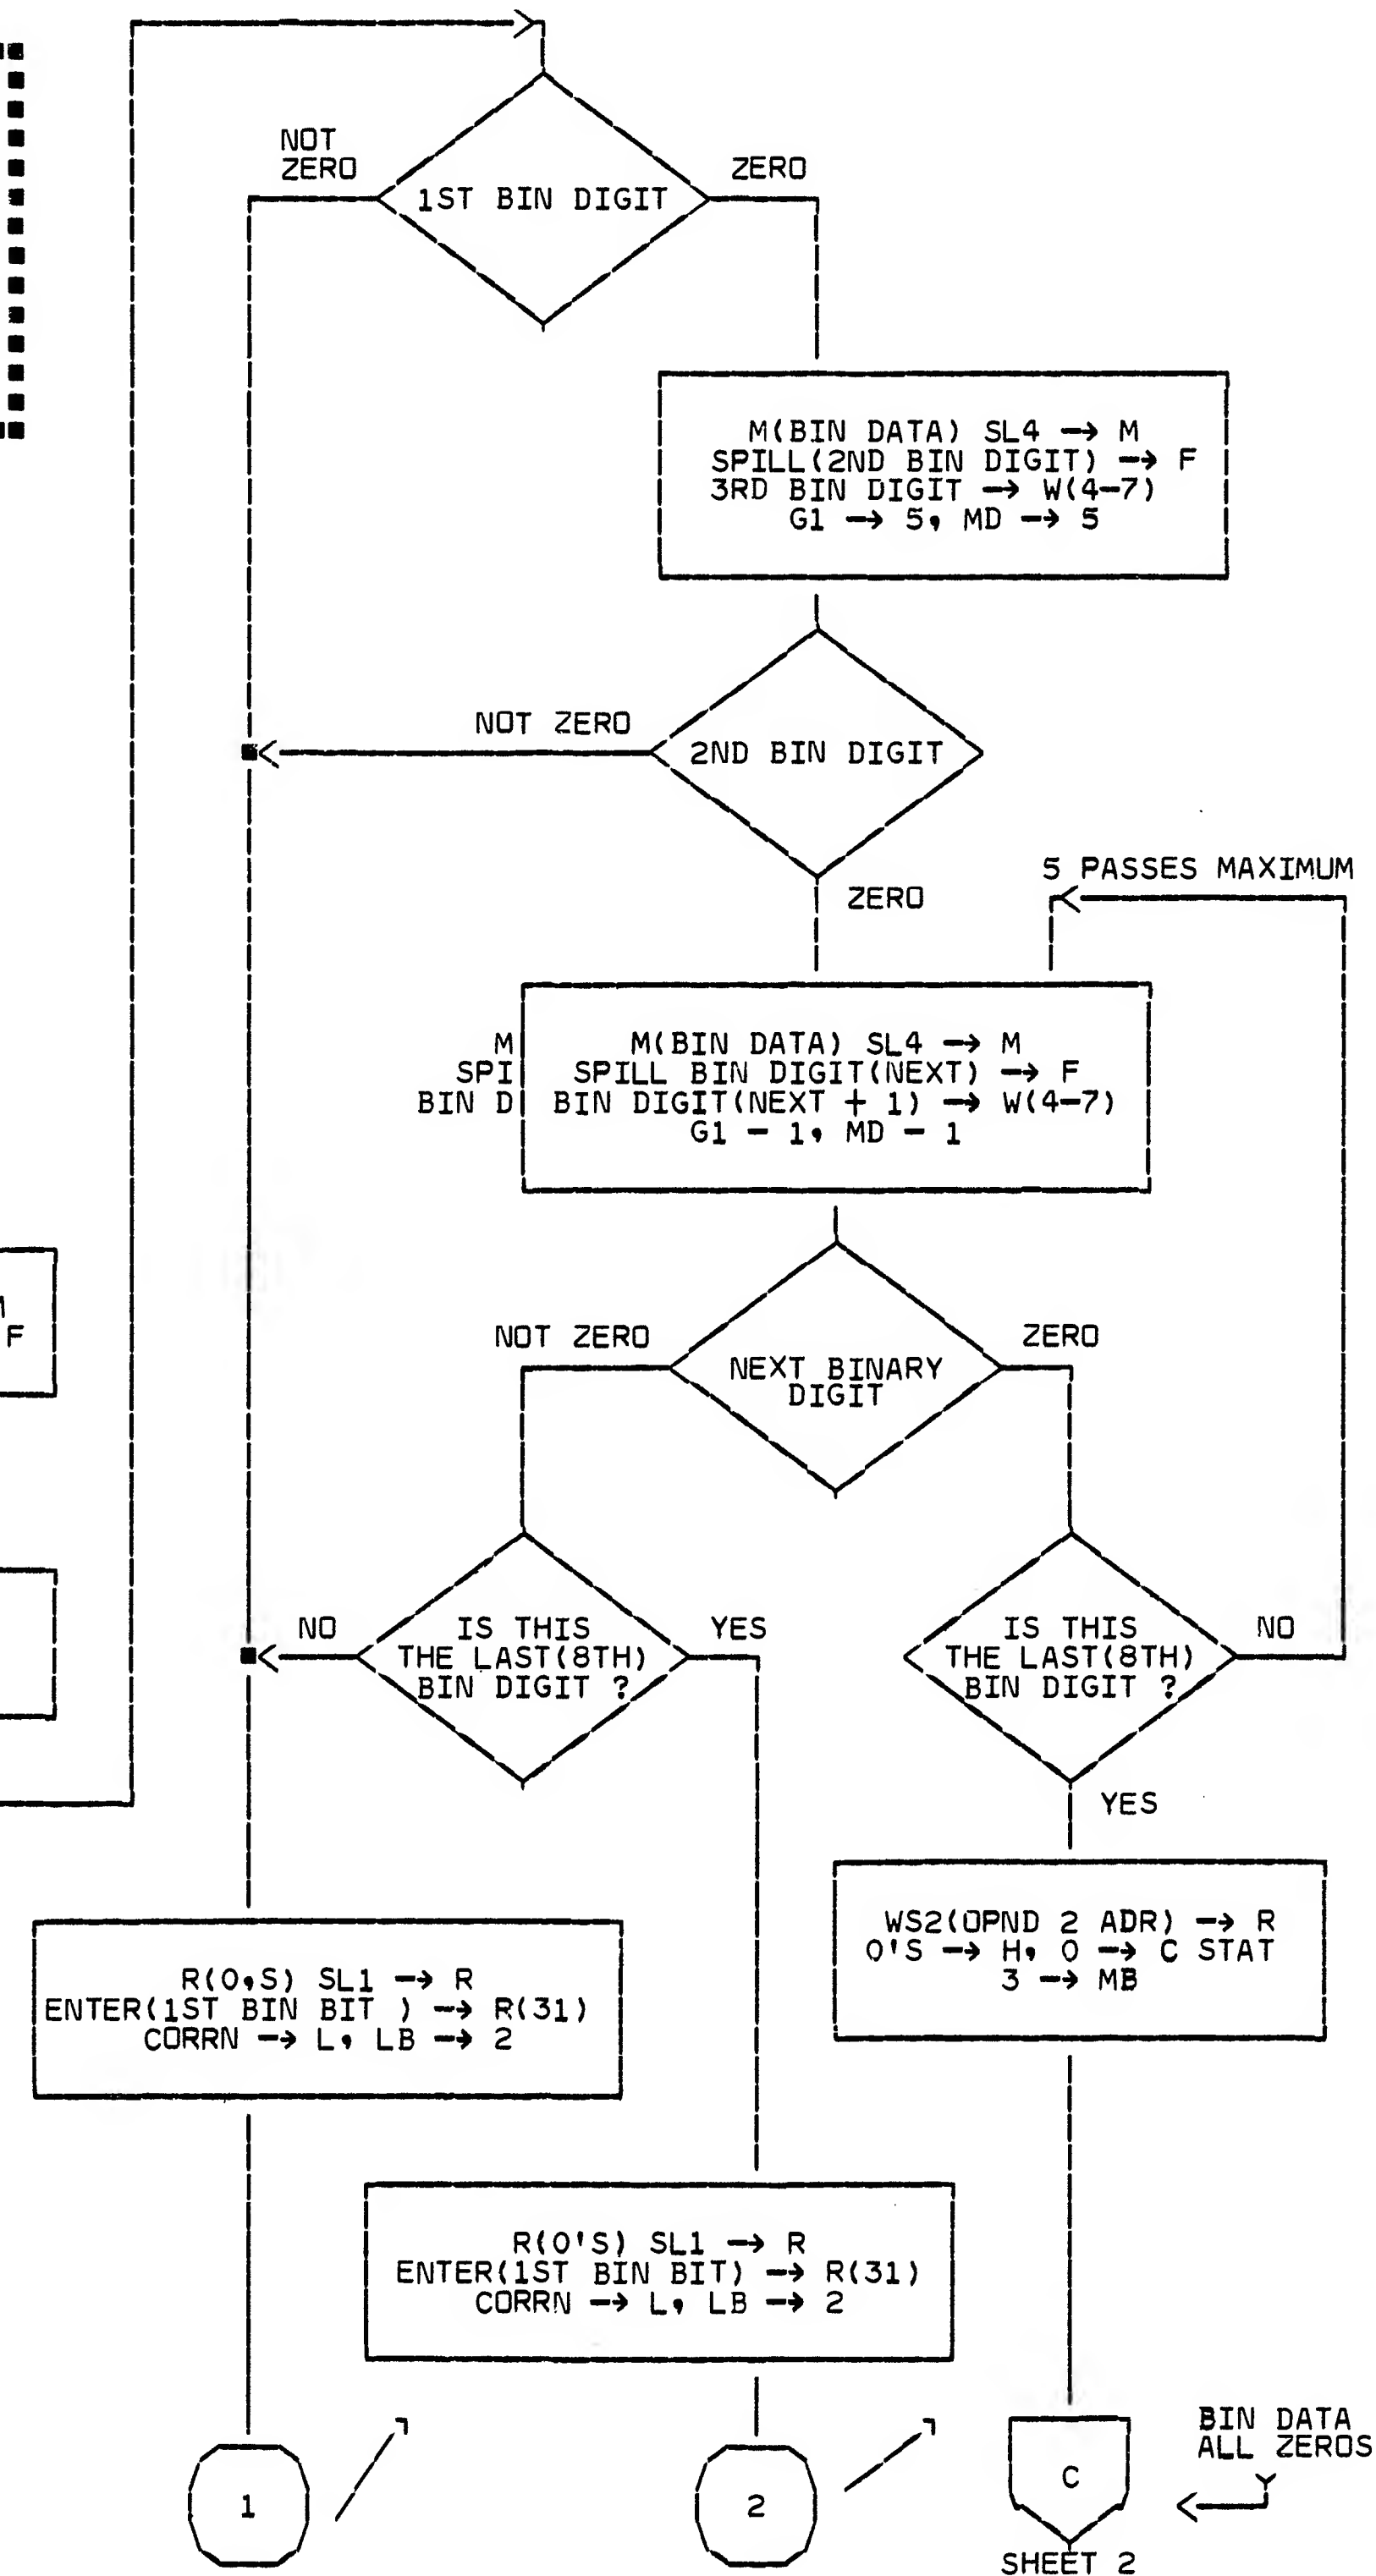 NOT
ZERO
ZERO
1ST BIN DIGIT
M(BIN DATA) SL4 → M
SPILL(2ND BIN DIGIT) → F
3RD BIN DIGIT → W(4-7)
G1 → 5, MD → 5
NOT ZERO
2ND BIN DIGIT
5 PASSES MAXIMUM
ZERO
M
SPI
BIN D
M(BIN DATA) SL4 → M
SPILL BIN DIGIT(NEXT) → F
BIN DIGIT(NEXT + 1) → W(4-7)
G1 - 1, MD - 1
F
NOT ZERO
ZERO
NEXT BINARY
DIGIT
NO
IS THIS
THE LAST(8TH)
BIN DIGIT ?
YES
IS THIS
THE LAST(8TH)
BIN DIGIT ?
NO
YES
WS2(OPND 2 ADR) → R
0'S → H, 0 → C STAT
3 → MB
R(0,S) SL1 → R
ENTER(1ST BIN BIT ) → R(31)
CORRN → L, LB → 2
R(0'S) SL1 → R
ENTER(1ST BIN BIT) → R(31)
CORRN → L, LB → 2
BIN DATA
ALL ZEROS
1
2
C
SHEET 2